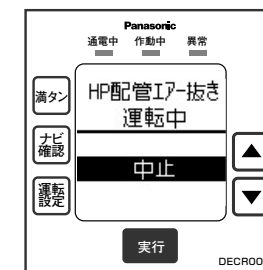 Panasonic
通電中 作動中 異常
満タン
HP配管エアー抜き
運転中
ナビ
確認
中止
運転
設定
実行
DECR00